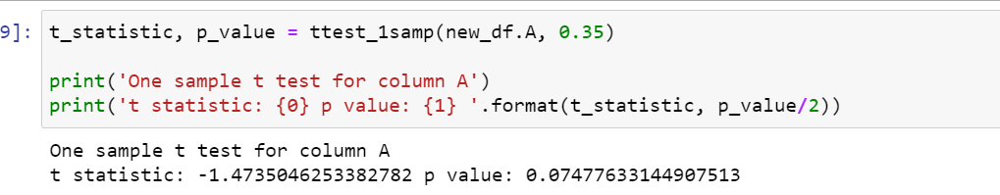 9]: t_statistic, p_value = ttest_1samp(new_df.A, 0.35)
print('One sample t test for column A')
print('t statistic: {0} p value: {1} '.format(t_statistic, p_value/2))
One sample t test for column A
t statistic: -1.4735046253382782 p value: 0.07477633144907513